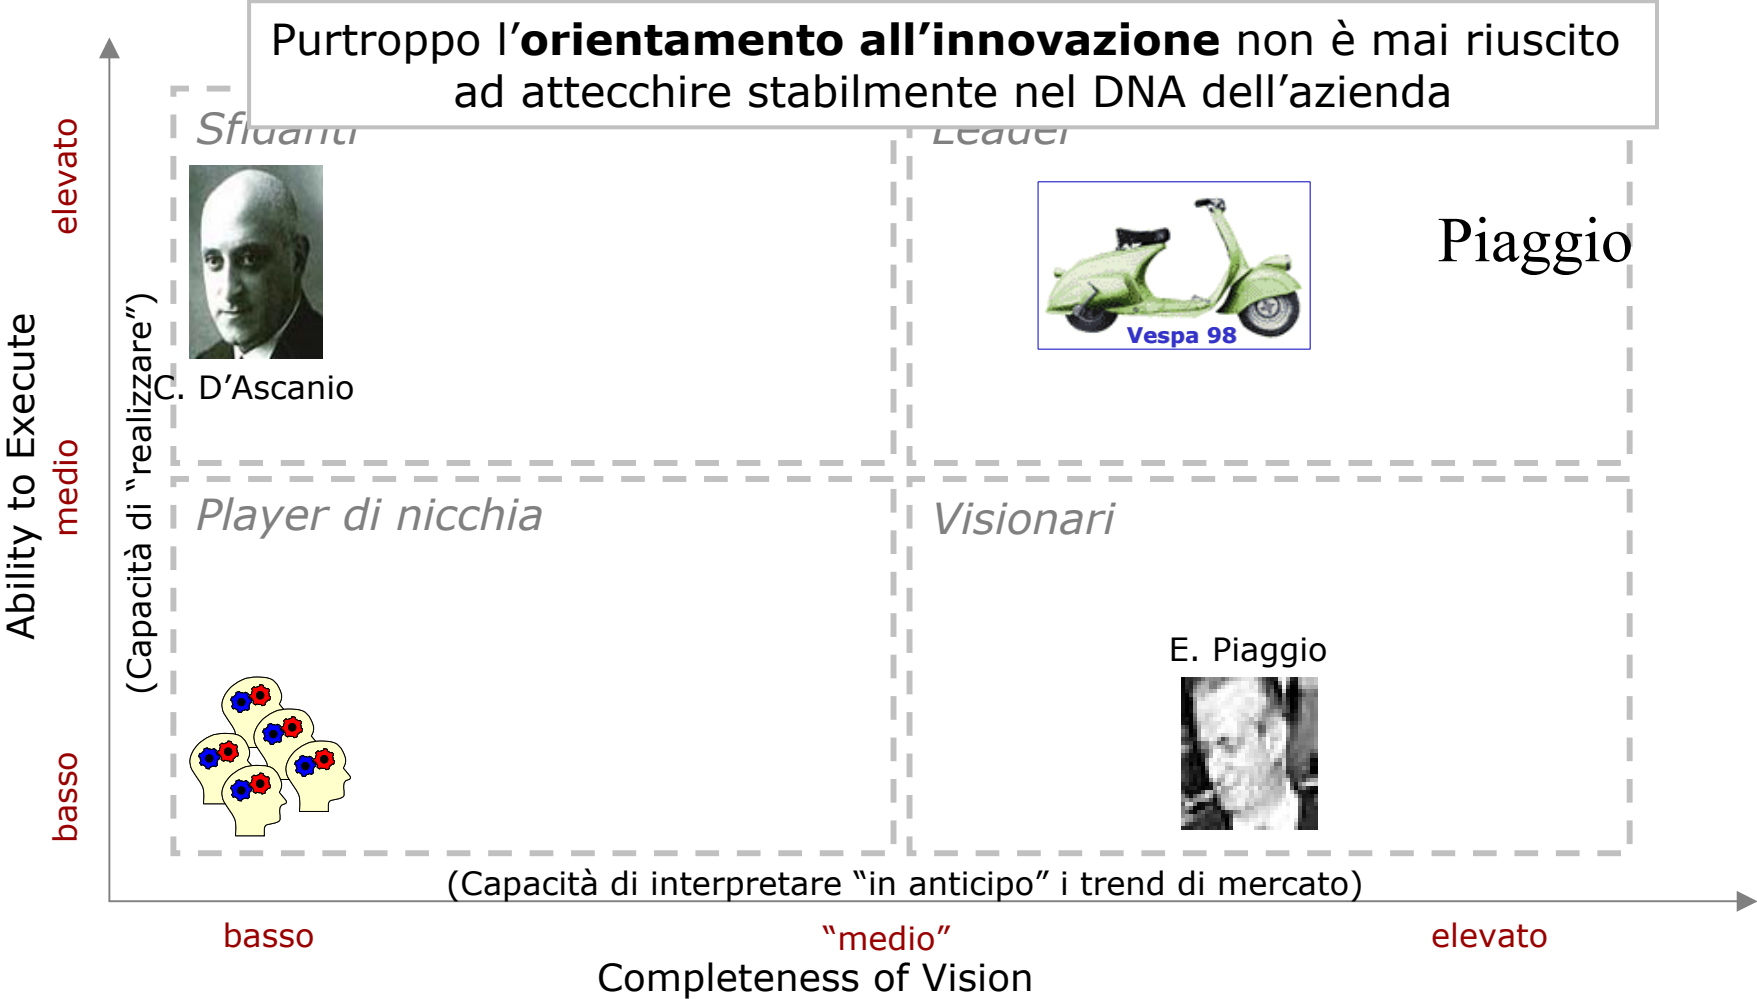 Purtroppo l’orientamento all’innovazione non è mai riuscito
ad attecchire stabilmente nel DNA dell’azienda
Sfidanti
Leader
elevato
Piaggio
Vespa 98
C. D’Ascanio
Ability to Execute
(Capacità di “realizzare”)
medio
Player di nicchia
Visionari
E. Piaggio
basso
(Capacità di interpretare “in anticipo” i trend di mercato)
basso
“medio”
elevato
Completeness of Vision